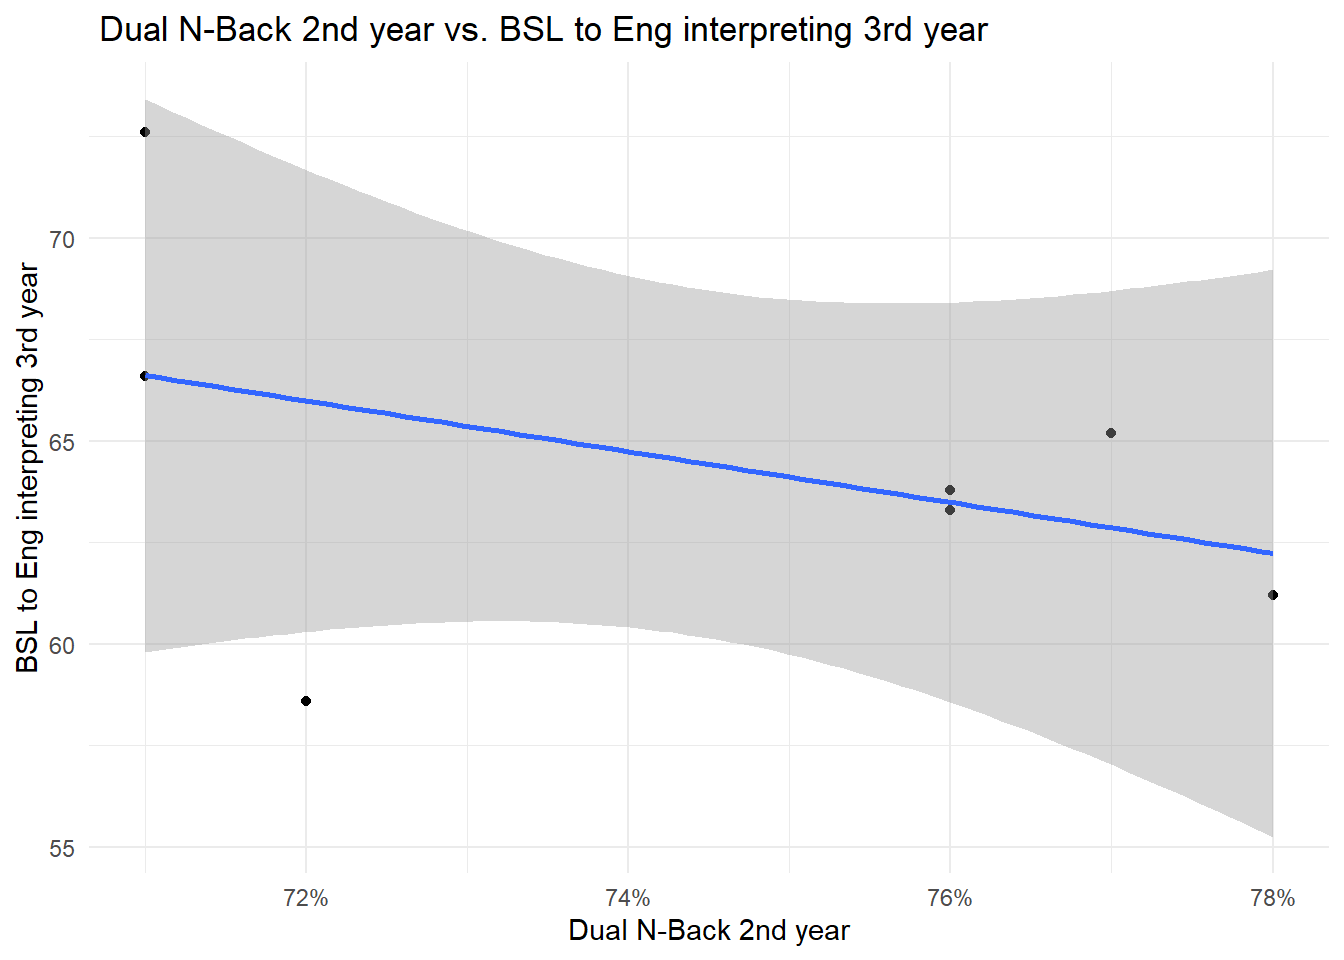 Dual N-Back 2nd year vs. BSL to Eng interpreting 3rd year
BSL to Eng interpreting 3rd year
70
65
60
55
72%
74%
76%
78%
Dual N-Back 2nd year